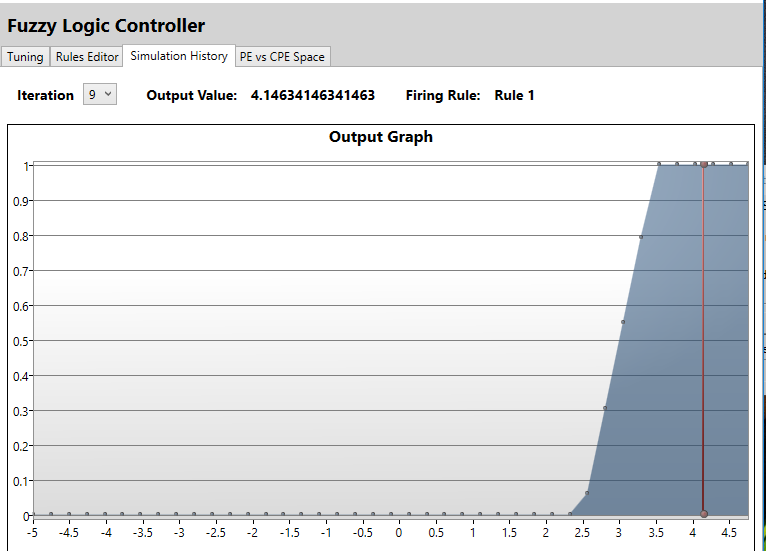 Fuzzy Logic Controller
Tuning Rules Editor Simulation History PE vs CPE Space
Iteration 9 Output Value: 4.14634146341463 Firing Rule: Rule 1
Output Graph
1
0.9
0.8
0.7
0.6
0.5
0.4
0.3
0.2
0.1
0
-5 -4.5 -4 -3.5 -3 -2.5 -2 -1.5 -1 -0.5 0 0.5 1 1.5 2 2.5 3 3.5 4 4.5